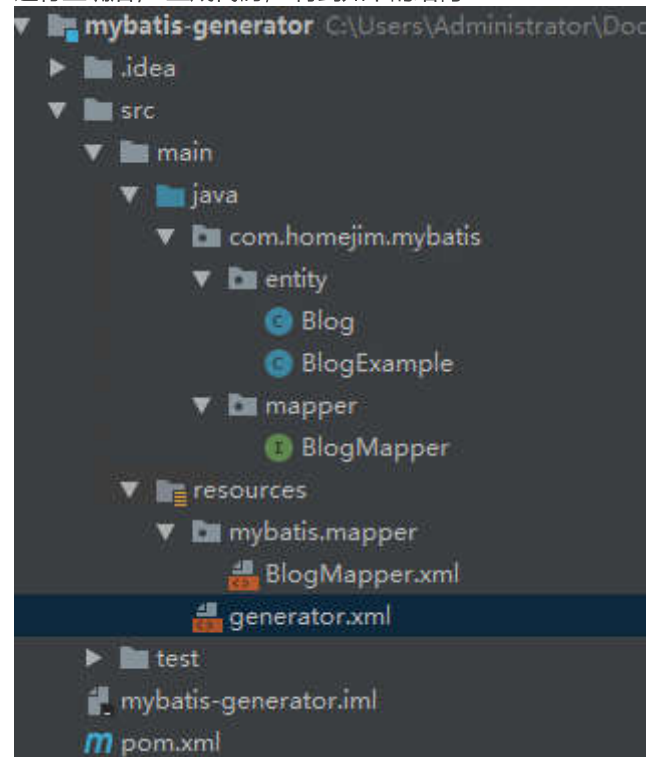 mybatis-generator C:\Users\Administrator\Doc
.idea
src
main
java
com.homejim.mybatis
entity
Blog
BlogExample
mapper
BlogMapper
resources
mybatis.mapper
BlogMapper.xml
generator.xml
test
mybatis-generator.iml
pom.xml